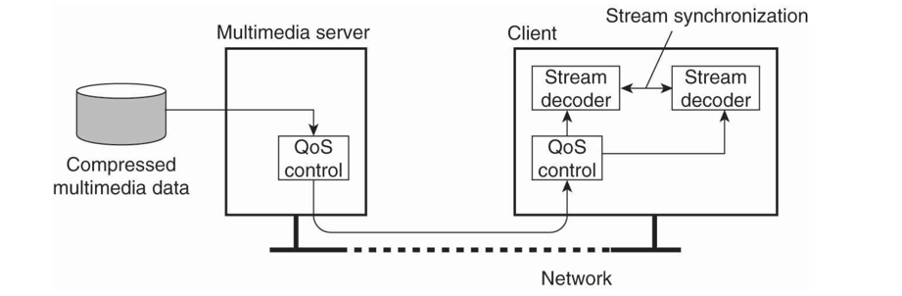 Stream synchronization
Multimedia server
Client
Stream
decoder
Stream
decoder
QoS
control
QoS
control
Compressed
multimedia data
Network